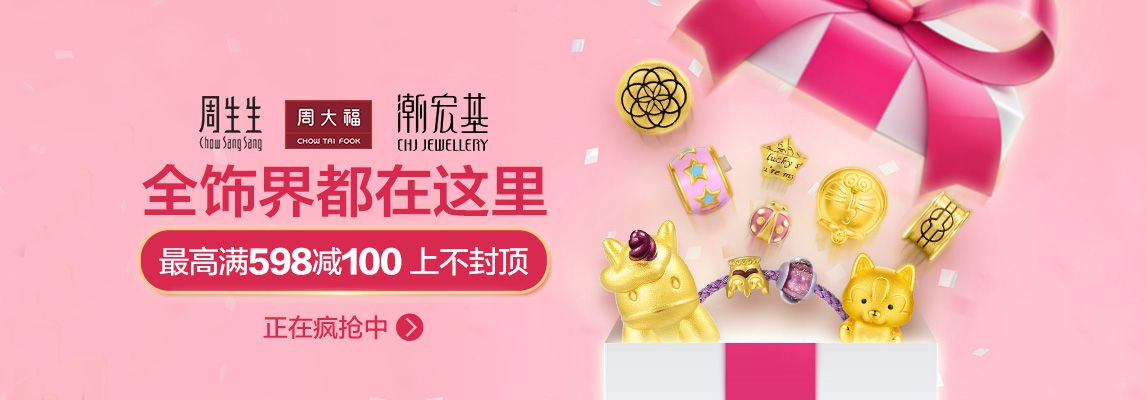 周生生
Chow Sang Sang
周大福
CHOW TAI FOOK
潮宏基
CHJ JEWELLERY
全饰界都在这里
最高满598减100 上不封顶
正在疯抢中
lucky s